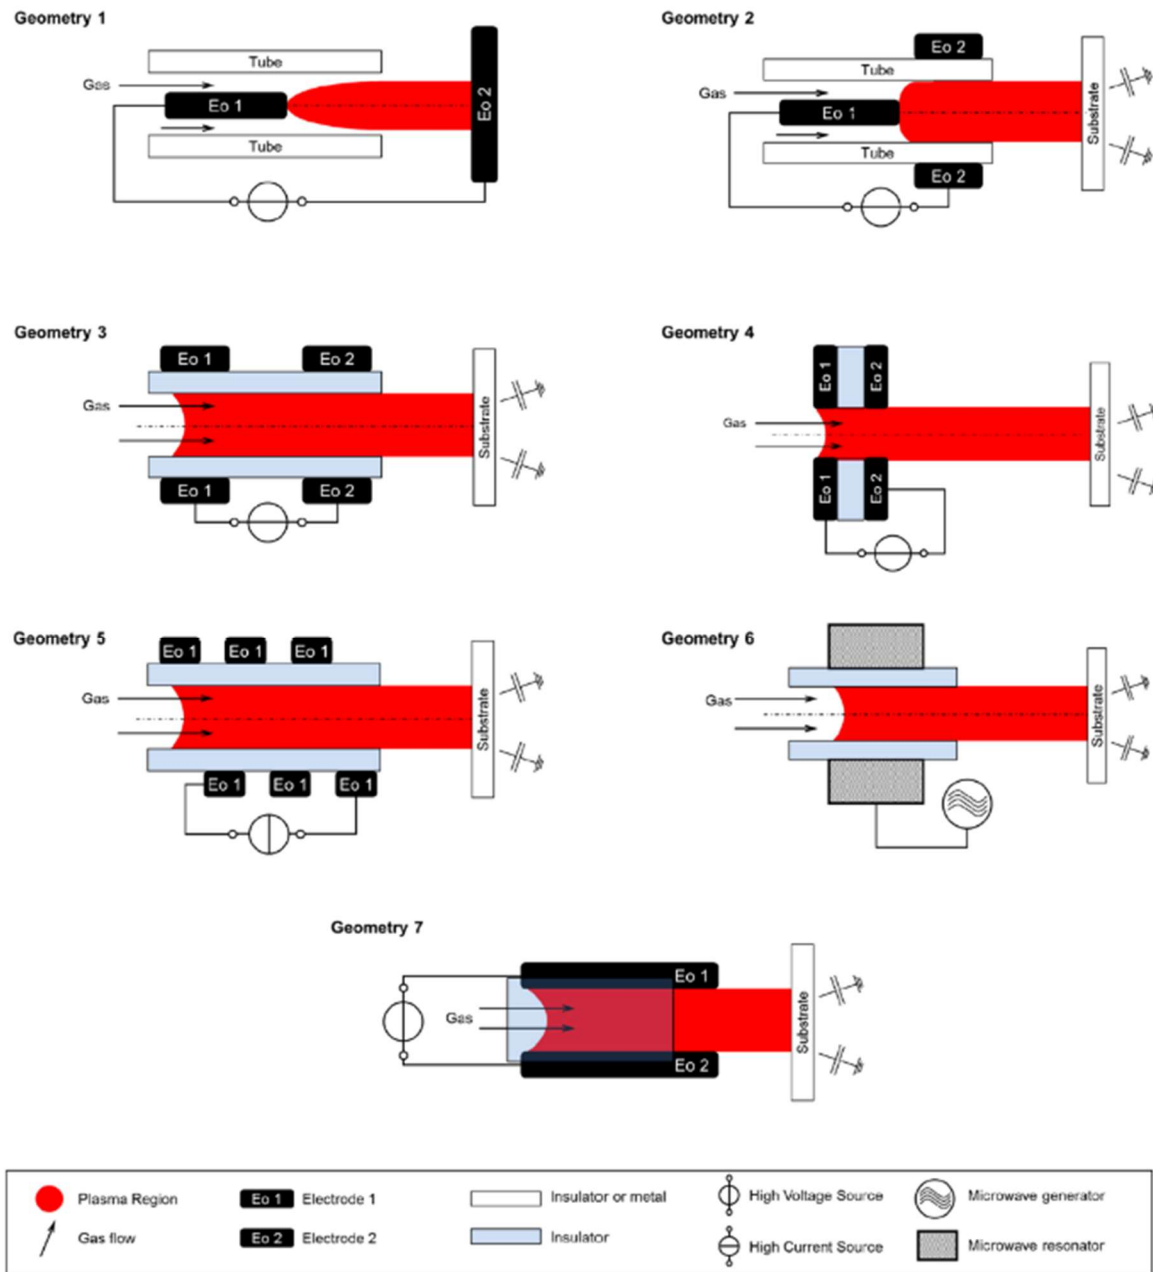 Geometry 1
Tube
Gas
Eo 1
Eo 2
Tube
Geometry 2
Eo 2
Tube
Gas
Eo 1
Substrate
Tube
Eo 2
Geometry 3
Eo 1 Eo 2
Gas
Substrate
Eo 1 Eo 2
Geometry 4
Eo 1 Eo 2
Gas
Substrate
Eo 1 Eo 2
Geometry 5
Eo 1 Eo 1 Eo 1
Gas
Substrate
Eo 1 Eo 1 Eo 1
Geometry 6
Gas
Substrate
Geometry 7
Eo 1
Gas
Substrate
Eo 2
Plasma Region Eo 1 Electrode 1 Insulator or metal High Voltage Source Microwave generator
Gas flow Eo 2 Electrode 2 Insulator High Current Source Microwave resonator